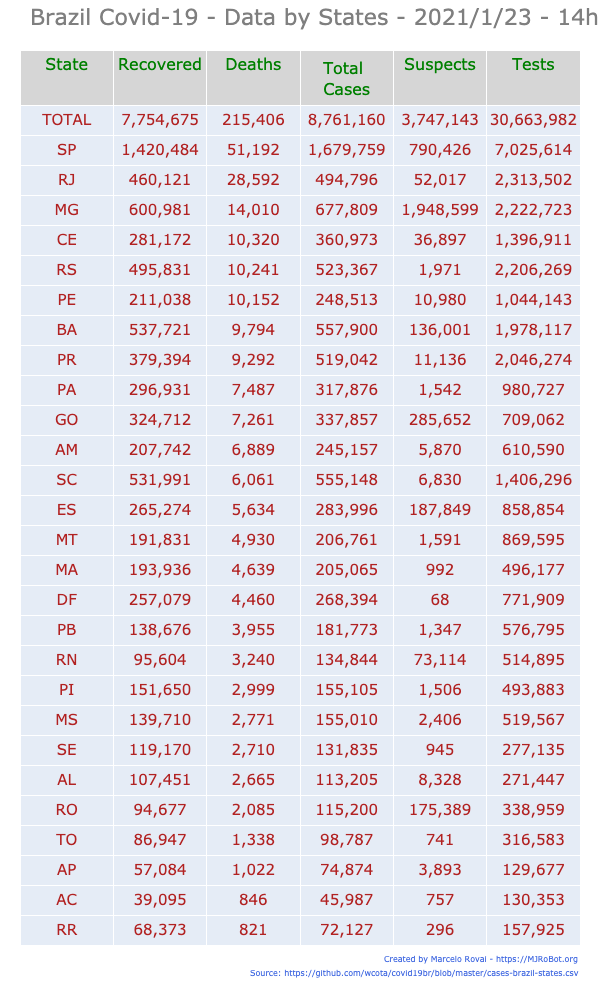 Brazil Covid-19 - Data by States - 2021/1/23 - 14h
State Recovered Deaths Total Cases Suspects Tests
TOTAL 7,754,675 215,406 8,761,160 3,747,143 30,663,982
SP 1,420,484 51,192 1,679,759 790,426 7,025,614
RJ 460,121 28,592 494,796 52,017 2,313,502
MG 600,981 14,010 677,809 1,948,599 2,222,723
CE 281,172 10,320 360,973 36,897 1,396,911
RS 495,831 10,241 523,367 1,971 2,206,269
PE 211,038 10,152 248,513 10,980 1,044,143
BA 537,721 9,794 557,900 136,001 1,978,117
PR 379,394 9,292 519,042 11,136 2,046,274
PA 296,931 7,487 317,876 1,542 980,727
GO 324,712 7,261 337,857 285,652 709,062
AM 207,742 6,889 245,157 5,870 610,590
SC 531,991 6,061 555,148 6,830 1,406,296
ES 265,274 5,634 283,996 187,849 858,854
MT 191,831 4,930 206,761 1,591 869,595
MA 193,936 4,639 205,065 992 496,177
DF 257,079 4,460 268,394 68 771,909
PB 138,676 3,955 181,773 1,347 576,795
RN 95,604 3,240 134,844 73,114 514,895
PI 151,650 2,999 155,105 1,506 493,883
MS 139,710 2,771 155,010 2,406 519,567
SE 119,170 2,710 131,835 945 277,135
AL 107,451 2,665 113,205 8,328 271,447
RO 94,677 2,085 115,200 175,389 338,959
TO 86,947 1,338 98,787 741 316,583
AP 57,084 1,022 74,874 3,893 129,677
AC 39,095 846 45,987 757 130,353
RR 68,373 821 72,127 296 157,925
Created by Marcelo Rovai - https://MJRoBot.org
Source: https://github.com/wcota/covid19br/blob/master/cases-brazil-states.csv